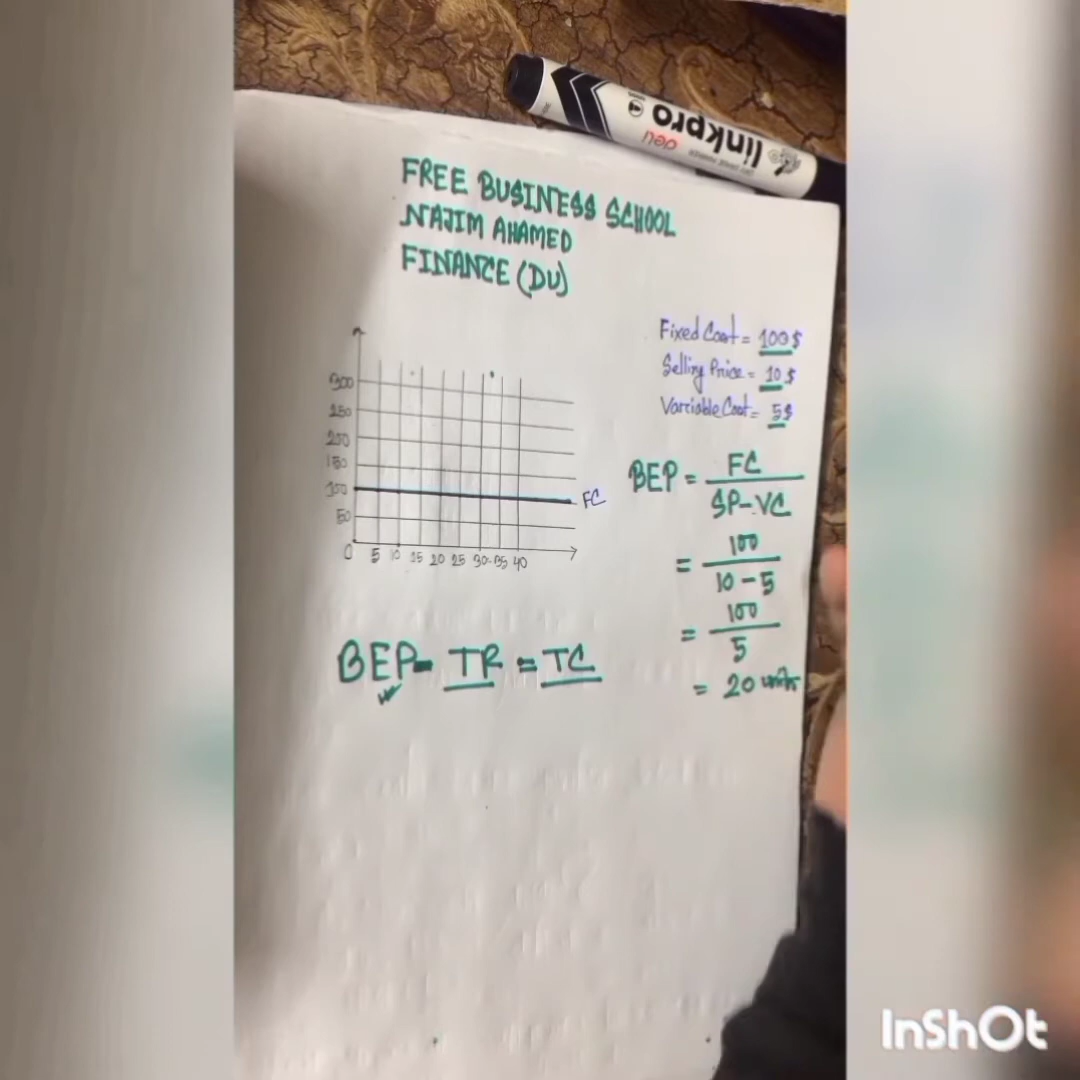 deli
linkpro
FREE BUSINESS SCHOOL
NAJIM AHAMED
FINANCE (DU)
Fixed Cost = 100$
Selling Price = 10$
Variable Cost = 5$
300
250
200
150
100
50
0 5 10 15 20 25 30 35 40
FC
BEP = FC
SP-VC
= 100
10-5
= 100
5
= 20 units
BEP- TR = TC
InShOt